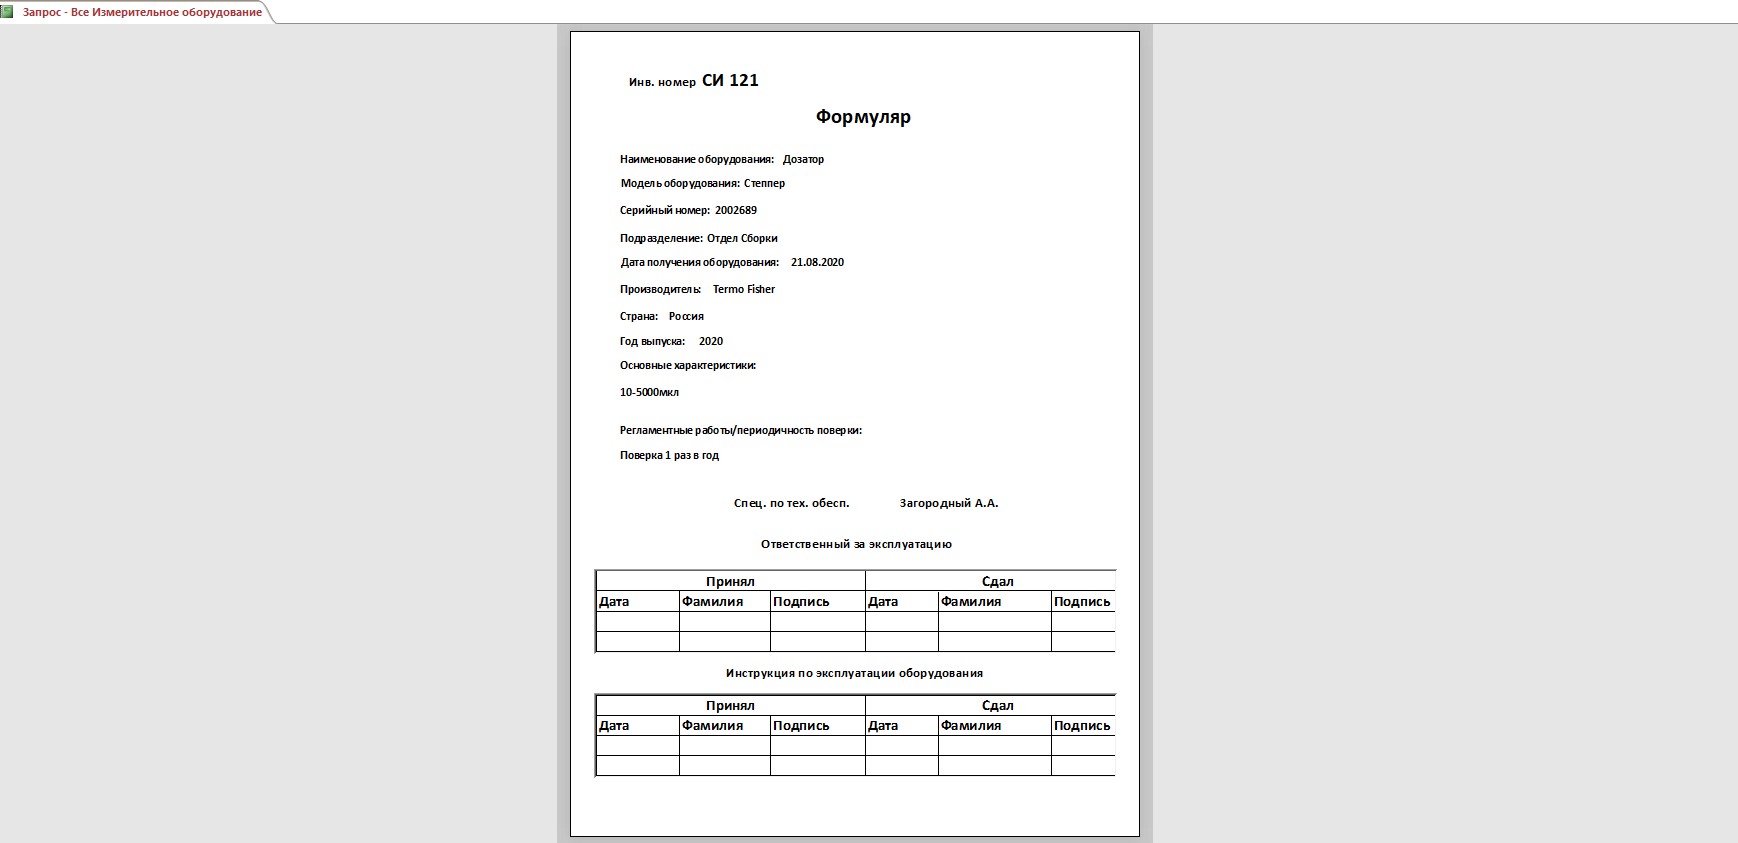 Запрос - Все Измерительное оборудование
Инв. номер СИ 121
Формуляр
Наименование оборудования: Дозатор
Модель оборудования: Степпер
Серийный номер: 2002689
Подразделение: Отдел Сборки
Дата получения оборудования: 21.08.2020
Производитель: Termo Fisher
Страна: Россия
Год выпуска: 2020
Основные характеристики:
10-5000мкл
Регламентные работы/периодичность поверки:
Поверка 1 раз в год
Спец. по тех. обесп. Загородный А.А.
Ответственный за эксплуатацию
Принял Сдал
Дата Фамилия Подпись Дата Фамилия Подпись
Инструкция по эксплуатации оборудования
Принял Сдал
Дата Фамилия Подпись Дата Фамилия Подпись